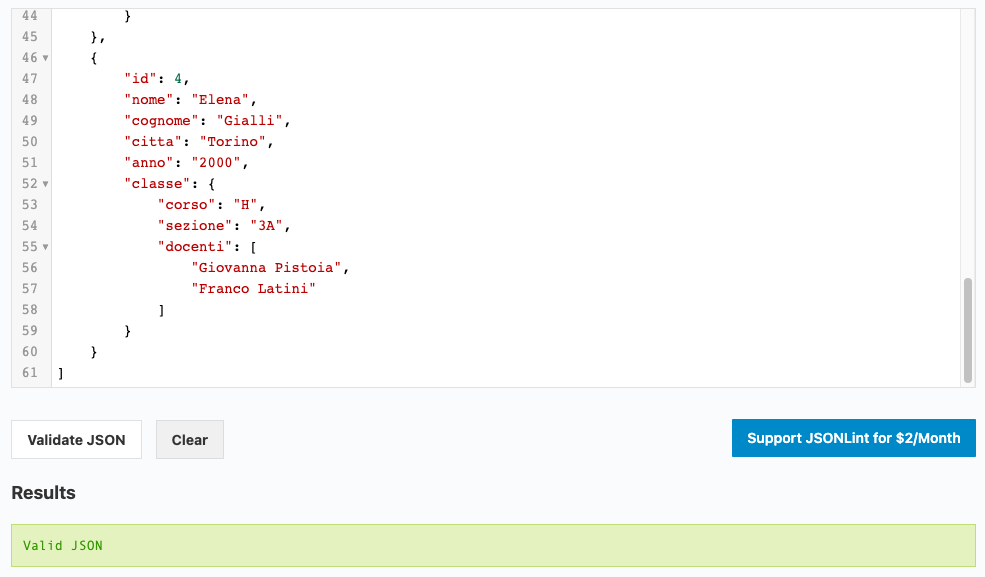 44         }
45     },
46     {
47         "id": 4,
48         "nome": "Elena",
49         "cognome": "Gialli",
50         "citta": "Torino",
51         "anno": "2000",
52         "classe": {
53             "corso": "H",
54             "sezione": "3A",
55             "docenti": [
56                 "Giovanna Pistoia",
57                 "Franco Latini"
58             ]
59         }
60     }
61 ]
Validate JSON Clear Support JSONLint for $2/Month
Results
Valid JSON